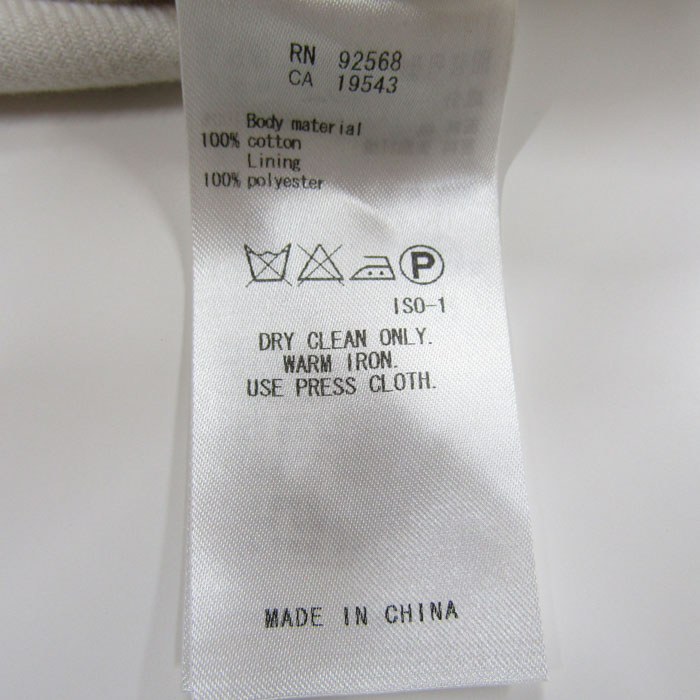 RN 92568
CA 19543
Body material
100% cotton
Lining
100% polyester
P
ISO-1
DRY CLEAN ONLY.
WARM IRON.
USE PRESS CLOTH.
MADE IN CHINA